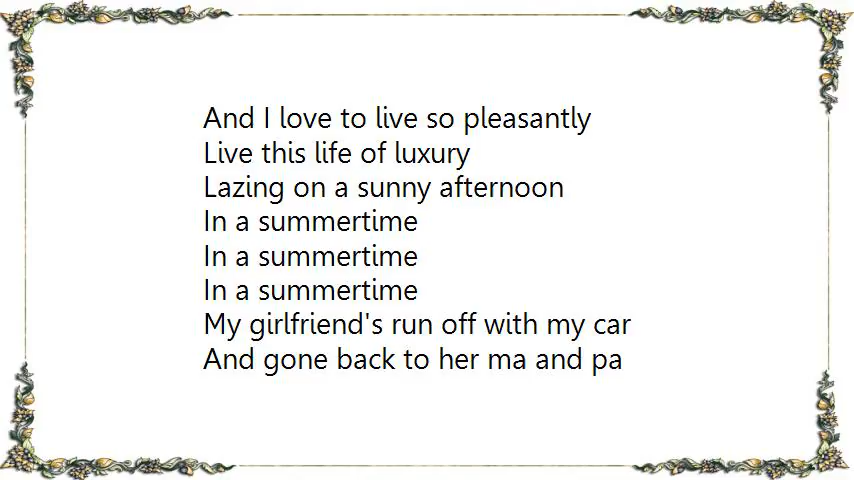 And I love to live so pleasantly
Live this life of luxury
Lazing on a sunny afternoon
In a summertime
In a summertime
In a summertime
My girlfriend's run off with my car
And gone back to her ma and pa